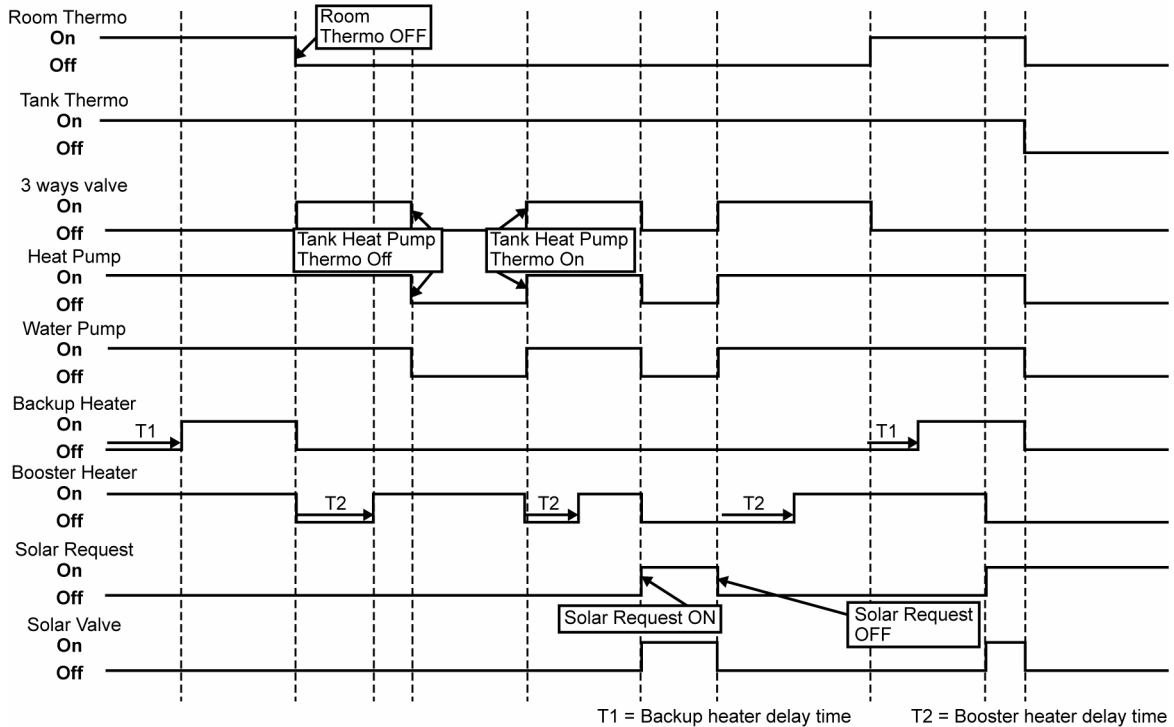 Room Thermo
On
Off
Room
Thermo OFF
Tank Thermo
On
Off
3 ways valve
On
Off
Tank Heat Pump
Thermo Off
Tank Heat Pump
Thermo On
Heat Pump
On
Off
Water Pump
On
Off
Backup Heater
On
Off
T1
T1
Booster Heater
On
Off
T2
T2
T2
Solar Request
On
Off
Solar Request ON
Solar Request
OFF
Solar Valve
On
Off
T1 = Backup heater delay time
T2 = Booster heater delay time